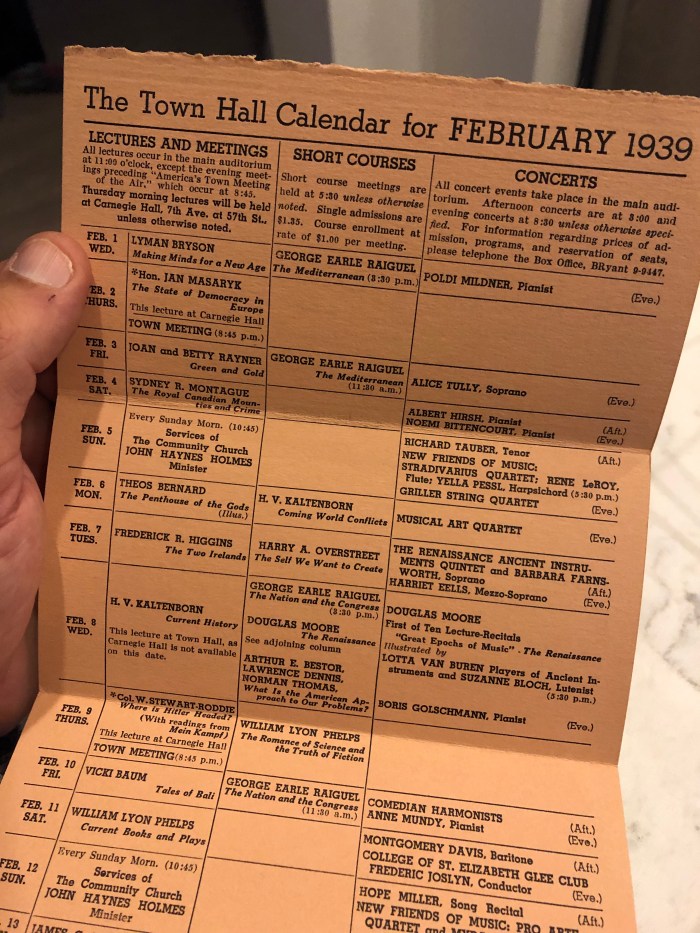 The Town Hall Calendar for FEBRUARY 1939
LECTURES AND MEETINGS
All lectures occur in the main auditorium
at 11:00 o'clock, except the evening meet-
ings preceding "America's Town Meeting
of the Air," which occur at 8:45.
Thursday morning lectures will be held
at Carnegie Hall, 7th Ave. at 57th St.,
unless otherwise noted.
SHORT COURSES
Short course meetings are
held at 5:30 unless otherwise
noted. Single admissions are
$1.35. Course enrollment at
rate of $1.00 per meeting.
CONCERTS
All concert events take place in the main audi-
torium. Afternoon concerts are at 3:00 and
evening concerts at 8:30 unless otherwise speci-
fied. For information regarding prices of ad-
mission, programs, and reservation of seats,
please telephone the Box Office, BRyant 9-9447.
FEB. 1
WED.
LYMAN BRYSON
Making Minds for a New Age
GEORGE EARLE RAIGUEL
The Mediterranean (3:30 p.m.)
POLDI MILDNER, Pianist
(Eve.)
EB. 2
HURS.
*Hon. JAN MASARYK
The State of Democracy in
Europe
This lecture at Carnegie Hall
TOWN MEETING (8:45 p.m.)
FEB. 3
FRI.
JOAN and BETTY RAYNER
Green and Gold
GEORGE EARLE RAIGUEL
The Mediterranean
(11:30 a.m.)
ALICE TULLY, Soprano
(Eve.)
FEB. 4
SAT.
SYDNEY R. MONTAGUE
The Royal Canadian Moun-
ties and Crime
ALBERT HIRSH, Pianist
(Aft.)
NOEMI BITTENCOURT, Pianist
(Eve.)
FEB. 5
SUN.
Every Sunday Morn. (10:45)
Services of
The Community Church
JOHN HAYNES HOLMES
Minister
RICHARD TAUBER, Tenor
(Aft.)
NEW FRIENDS OF MUSIC:
STRADIVARIUS QUARTET; RENE LeROY,
Flute; YELLA PESSL, Harpsichord (5:30 p.m.)
GRILLER STRING QUARTET
(Eve.)
FEB. 6
MON.
THEOS BERNARD
The Penthouse of the Gods
(Illus.)
H. V. KALTENBORN
Coming World Conflicts
MUSICAL ART QUARTET
(Eve.)
FEB. 7
TUES.
FREDERICK R. HIGGINS
The Two Irelands
HARRY A. OVERSTREET
The Self We Want to Create
THE RENAISSANCE ANCIENT INSTRU-
MENTS QUINTET and BARBARA FARNS-
WORTH, Soprano
(Aft.)
HARRIET EELLS, Mezzo-Soprano
(Eve.)
FEB. 8
WED.
H. V. KALTENBORN
Current History
This lecture at Town Hall, as
Carnegie Hall is not available
on this date.
GEORGE EARLE RAIGUEL
The Nation and the Congress
(3:30 p.m.)
DOUGLAS MOORE
The Renaissance
See adjoining column
ARTHUR E. BESTOR,
LAWRENCE DENNIS,
NORMAN THOMAS,
What Is the American Ap-
proach to Our Problems?
DOUGLAS MOORE
First of Ten Lecture-Recitals
"Great Epochs of Music" . The Renaissance
Illustrated by
LOTTA VAN BUREN Players of Ancient In-
struments and SUZANNE BLOCH, Lutenist
(5:30 p.m.)
BORIS GOLSCHMANN, Pianist
(Eve.)
FEB. 9
THURS.
*Col. W. STEWART-RODDIE
Where is Hitler Headed?
(With readings from
Mein Kampf)
This lecture at Carnegie Hall
TOWN MEETING (8:45 p.m.)
WILLIAM LYON PHELPS
The Romance of Science and
the Truth of Fiction
FEB. 10
FRI.
VICKI BAUM
Tales of Bali
GEORGE EARLE RAIGUEL
The Nation and the Congress
(11:30 a.m.)
COMEDIAN HARMONISTS
(Aft.)
ANNE MUNDY, Pianist
(Eve.)
FEB. 11
SAT.
WILLIAM LYON PHELPS
Current Books and Plays
MONTGOMERY DAVIS, Baritone
(Aft.)
COLLEGE OF ST. ELIZABETH GLEE CLUB
FREDERIC JOSLYN, Conductor
(Eve.)
FEB. 12
SUN.
Every Sunday Morn. (10:45)
Services of
The Community Church
JOHN HAYNES HOLMES
Minister
HOPE MILLER, Song Recital
(Aft.)
NEW FRIENDS OF MUSIC: PRO ARTE
QUARTET and
13
JAMES